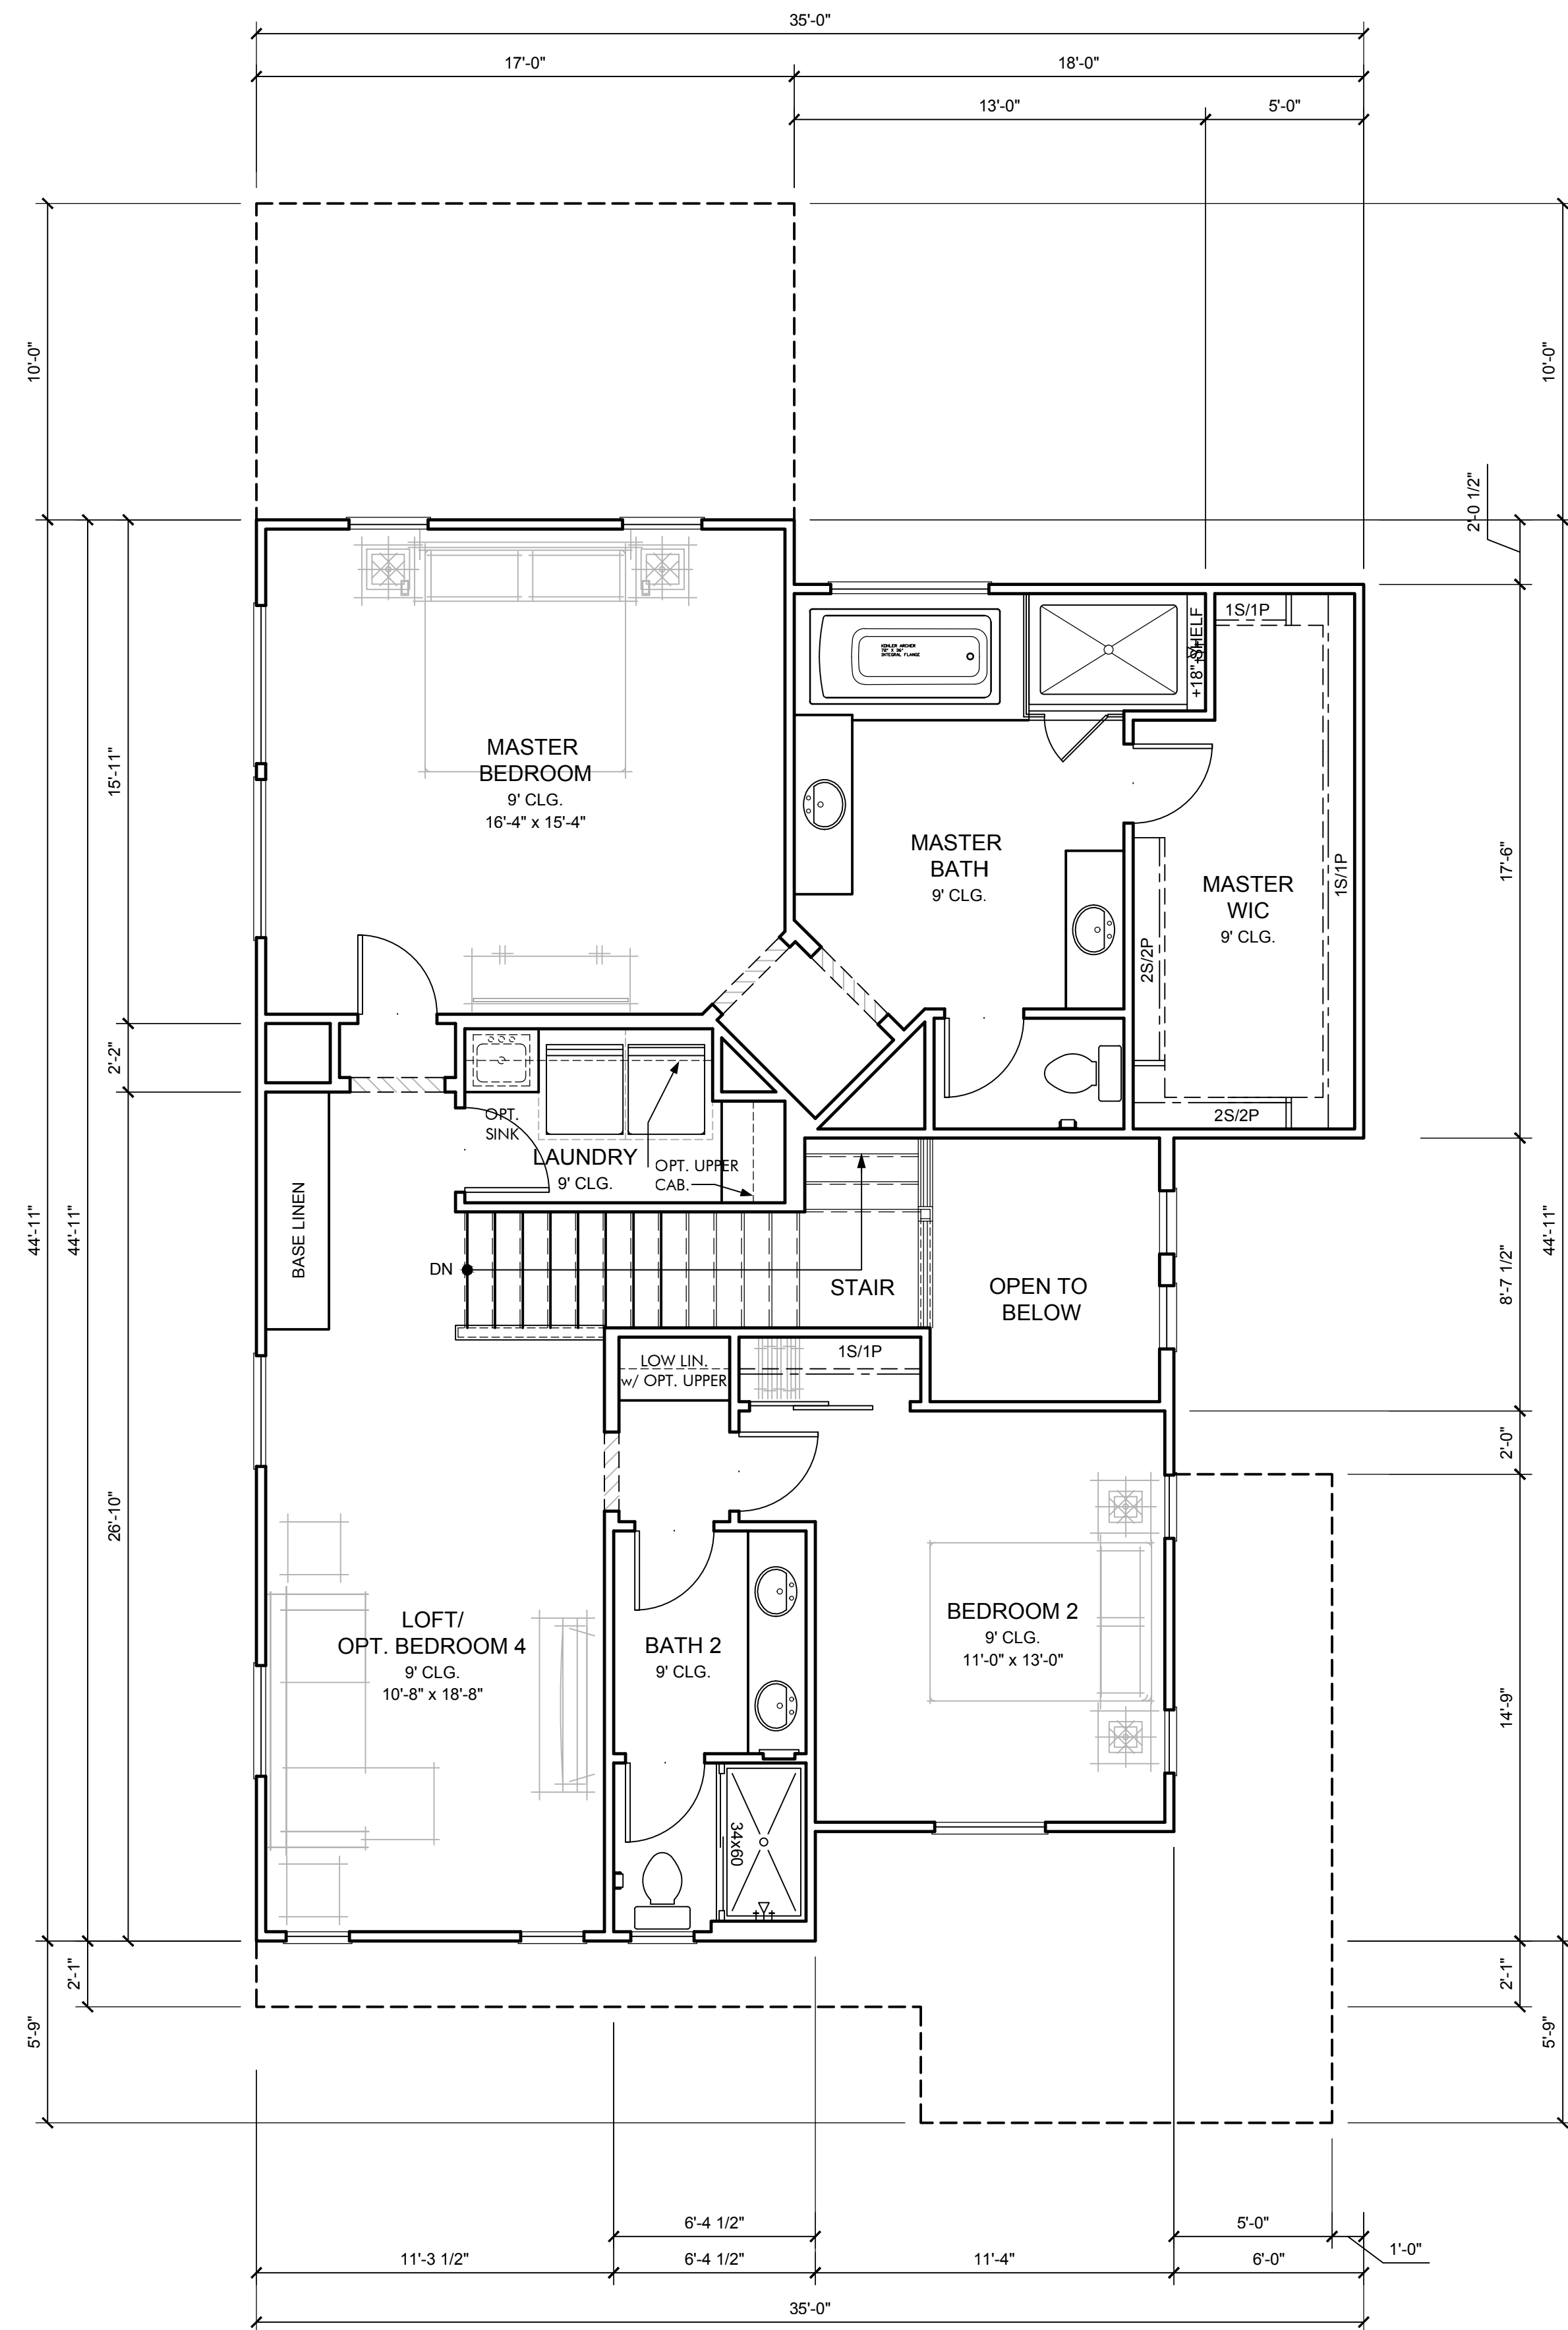 35'-0"
17'-0"
18'-0"
13'-0"
5'-0"
10'-0"
10'-0"
2'-0 1/2"
1S/1P
+18" SHELF
KOHLER ARCHER
72" X 36"
INTEGRAL FLANGE
MASTER
BEDROOM
9' CLG.
16'-4" x 15'-4"
15'-11"
MASTER
BATH
9' CLG.
MASTER
WIC
9' CLG.
1S/1P
2S/2P
2S/2P
17'-6"
2'-2"
OPT.
SINK
LAUNDRY
9' CLG.
OPT. UPPER
CAB.
BASE LINEN
44'-11"
44'-11"
44'-11"
DN
STAIR
OPEN TO
BELOW
8'-7 1/2"
LOW LIN.
w/ OPT. UPPER
1S/1P
2'-0"
26'-10"
LOFT/
OPT. BEDROOM 4
9' CLG.
10'-8" x 18'-8"
BATH 2
9' CLG.
BEDROOM 2
9' CLG.
11'-0" x 13'-0"
14'-9"
34x60
2'-1"
2'-1"
5'-9"
5'-9"
6'-4 1/2"
5'-0"
1'-0"
11'-3 1/2"
6'-4 1/2"
11'-4"
6'-0"
35'-0"